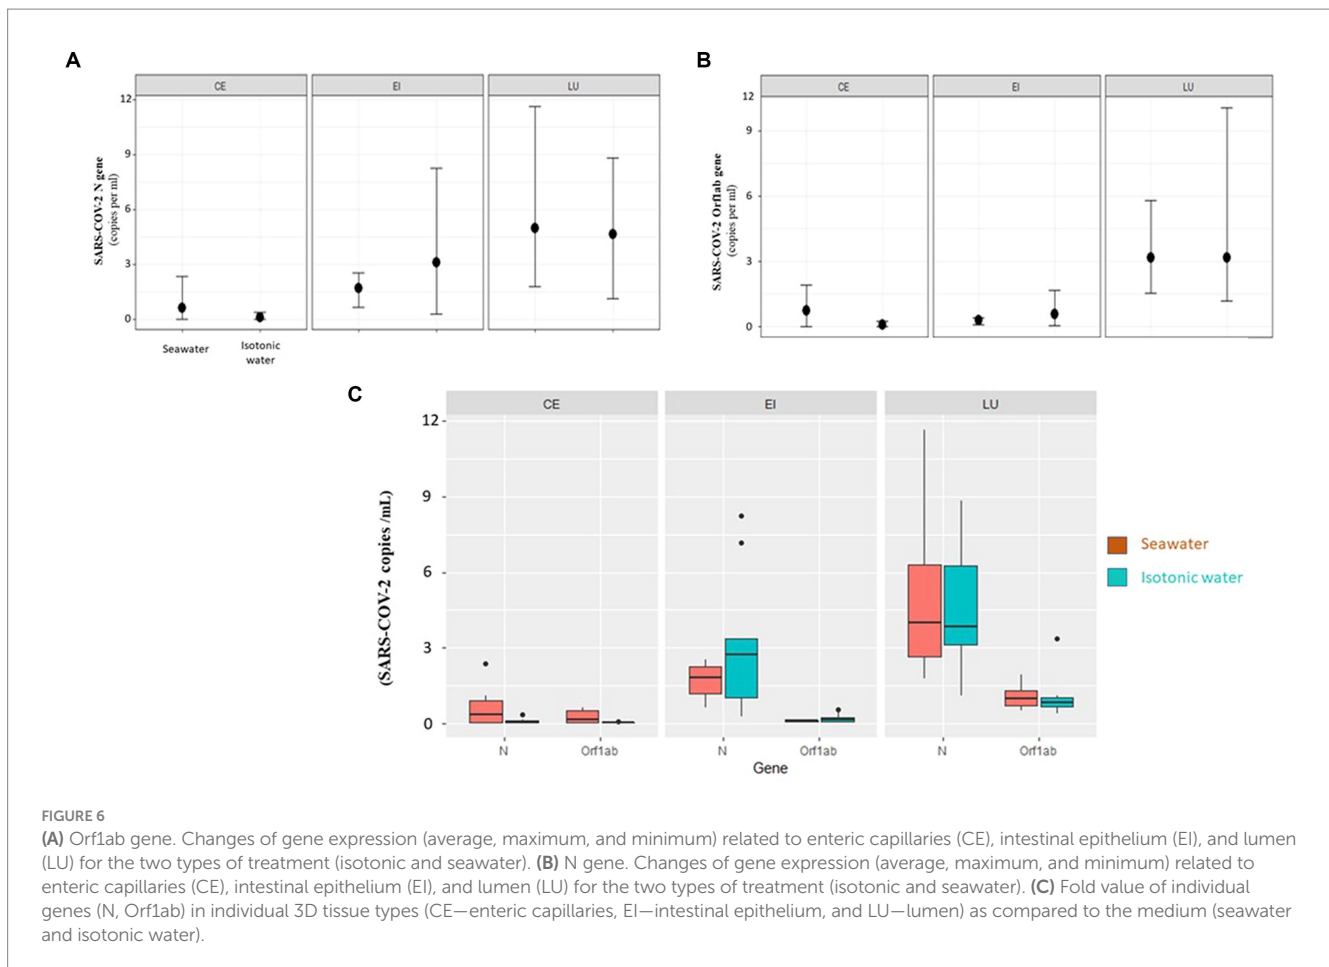 A
CE
EI
LU
12
9
6
3
0
SARS-COV-2 N gene
(copies per ml)
Seawater
Isotonic
water
B
CE
EI
LU
12
9
6
3
0
SARS-COV-2 Orf1ab gene
(copies per ml)
C
CE
EI
LU
12
9
6
3
0
(SARS-COV-2 copies /mL)
N
Orf1ab
N
Orf1ab
N
Orf1ab
Gene
Seawater
Isotonic water
FIGURE 6
(A) Orf1ab gene. Changes of gene expression (average, maximum, and minimum) related to enteric capillaries (CE), intestinal epithelium (EI), and lumen
(LU) for the two types of treatment (isotonic and seawater). (B) N gene. Changes of gene expression (average, maximum, and minimum) related to
enteric capillaries (CE), intestinal epithelium (EI), and lumen (LU) for the two types of treatment (isotonic and seawater). (C) Fold value of individual
genes (N, Orf1ab) in individual 3D tissue types (CE—enteric capillaries, EI—intestinal epithelium, and LU—lumen) as compared to the medium (seawater
and isotonic water).